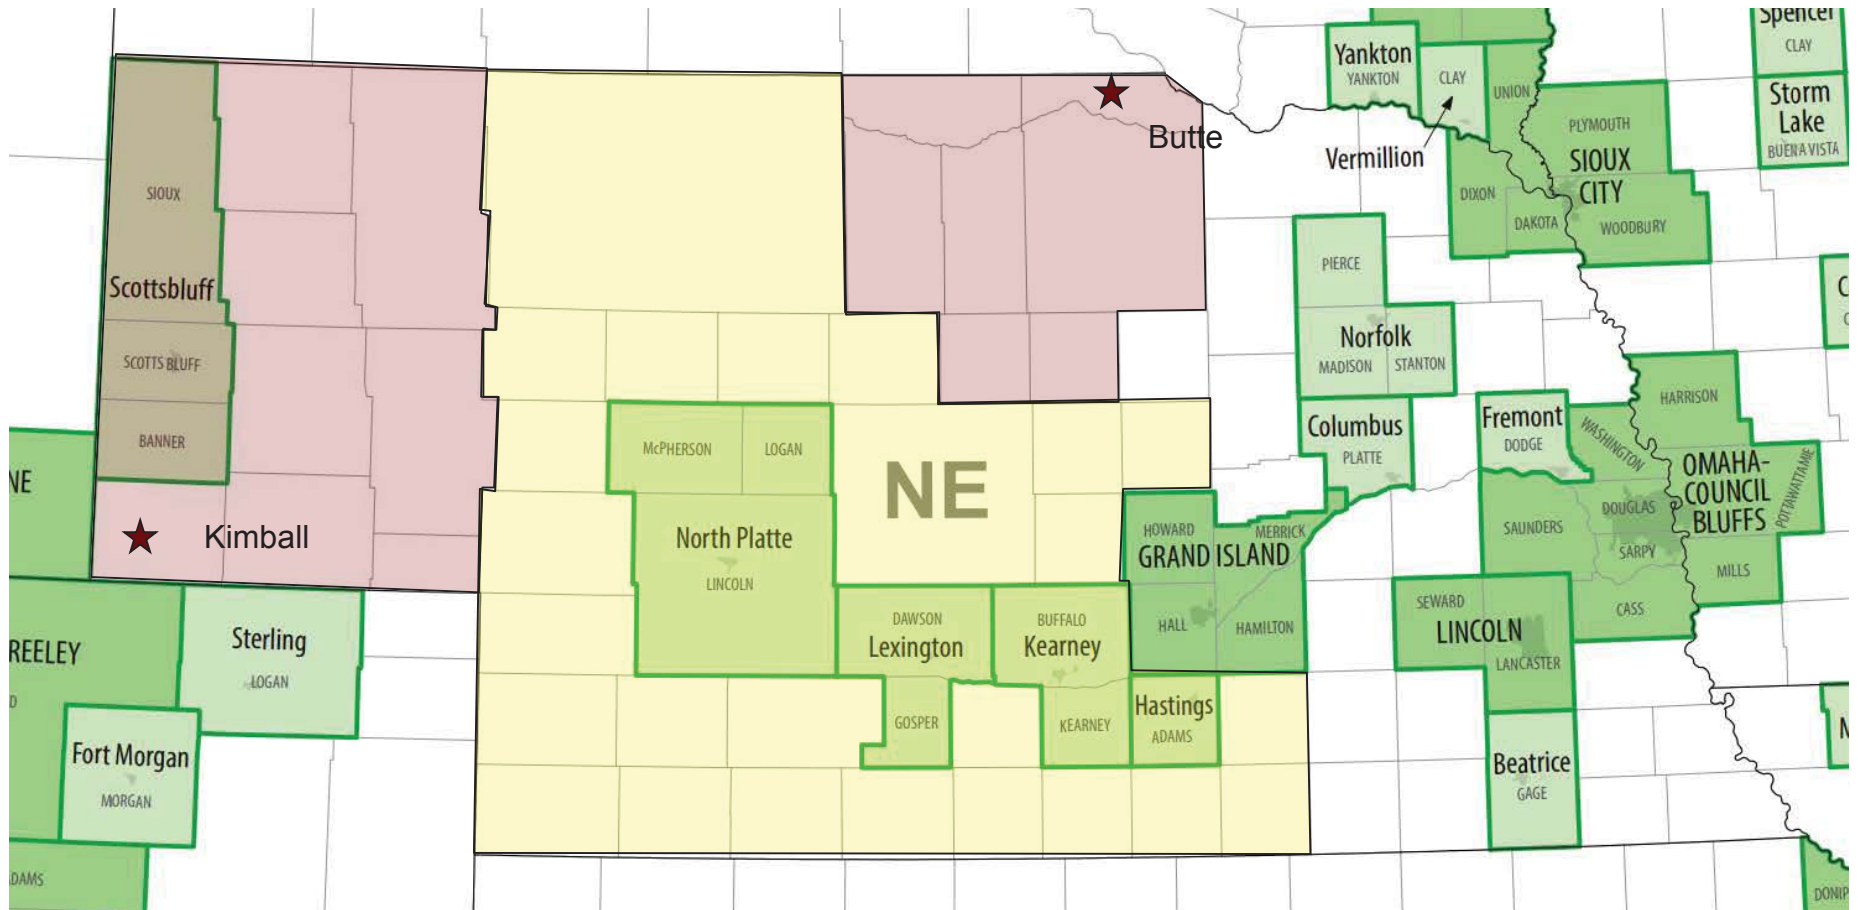 Spencer
CLAY
Storm
Lake
BUENA VISTA
Yankton
YANKTON
CLAY
UNION
Vermillion
PLYMOUTH
SIOUX
CITY
DIXON
DAKOTA
WOODBURY
Butte
SIOUX
Scottsbluff
SCOTTS BLUFF
BANNER
Kimball
PIERCE
Norfolk
MADISON
STANTON
Columbus
PLATTE
Fremont
DODGE
WASHINGTON
HARRISON
OMAHA-
COUNCIL
BLUFFS
POTTAWATTAMIE
DOUGLAS
SAUNDERS
SARPY
MILLS
CASS
McPHERSON
LOGAN
NE
North Platte
LINCOLN
HOWARD
MERRICK
GRAND ISLAND
HALL
HAMILTON
DAWSON
Lexington
BUFFALO
Kearney
GOSPER
KEARNEY
Hastings
ADAMS
SEWARD
LINCOLN
LANCASTER
Beatrice
GAGE
NE
REELEY
D
Sterling
LOGAN
Fort Morgan
MORGAN
DAMS
C
DONIP